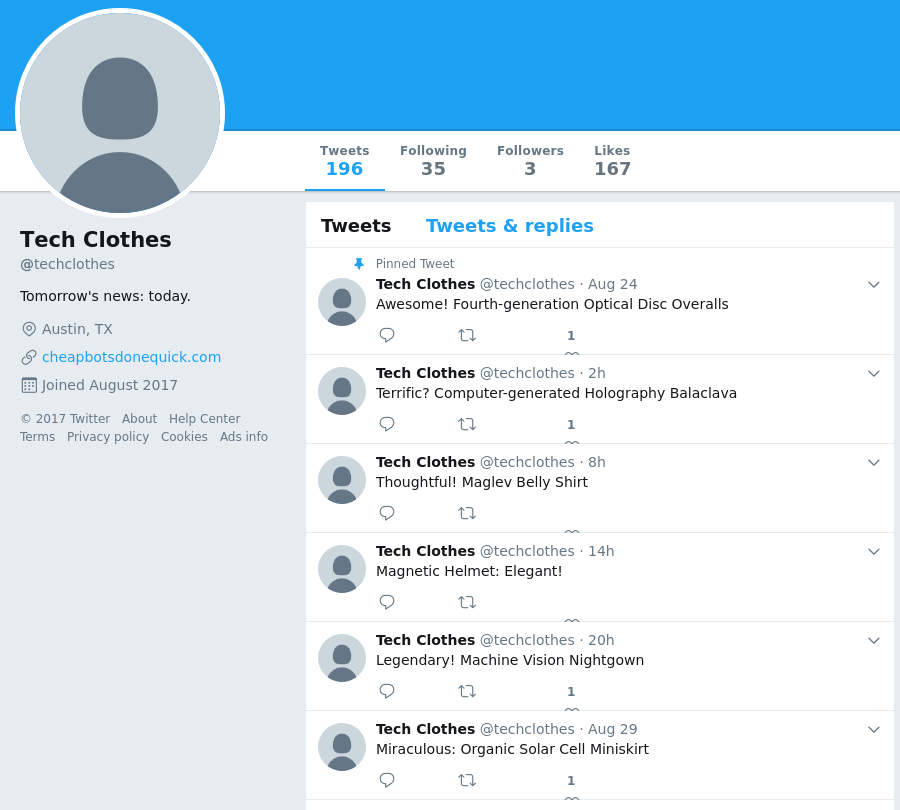 Tweets Following Followers Likes
196 35 3 167
Tech Clothes
@techclothes
Tomorrow's news: today.
Austin, TX
cheapbotsdonequick.com
Joined August 2017
© 2017 Twitter About Help Center
Terms Privacy policy Cookies Ads info
Tweets Tweets & replies
Pinned Tweet
Tech Clothes @techclothes · Aug 24
Awesome! Fourth-generation Optical Disc Overalls
1
Tech Clothes @techclothes · 2h
Terrific? Computer-generated Holography Balaclava
1
Tech Clothes @techclothes · 8h
Thoughtful! Maglev Belly Shirt
Tech Clothes @techclothes · 14h
Magnetic Helmet: Elegant!
Tech Clothes @techclothes · 20h
Legendary! Machine Vision Nightgown
1
Tech Clothes @techclothes · Aug 29
Miraculous: Organic Solar Cell Miniskirt
1